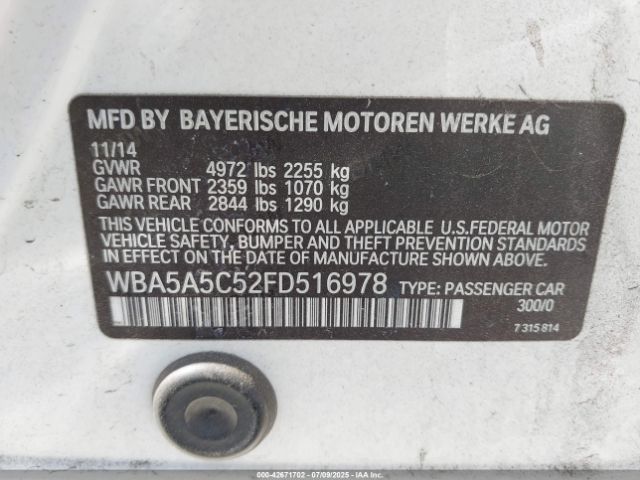 MFD BY BAYERISCHE MOTOREN WERKE AG
11/14
GVWR 4972 lbs 2255 kg
GAWR FRONT 2359 lbs 1070 kg
GAWR REAR 2844 lbs 1290 kg
THIS VEHICLE CONFORMS TO ALL APPLICABLE U.S.FEDERAL MOTOR
VEHICLE SAFETY, BUMPER AND THEFT PREVENTION STANDARDS
IN EFFECT ON THE DATE OF MANUFACTURE SHOWN ABOVE.
WBA5A5C52FD516978 TYPE: PASSENGER CAR
300/0
7 315 814
000-42671702 - 07/09/2025 - IAAI, Inc. Copyright